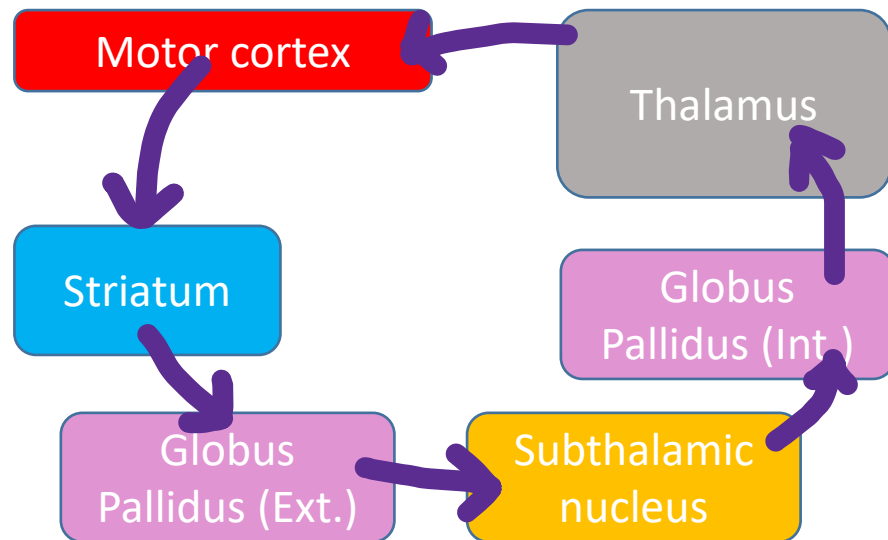 Motor cortex
Thalamus
Striatum
Globus
Pallidus (Int.)
Globus
Pallidus (Ext.)
Subthalamic
nucleus